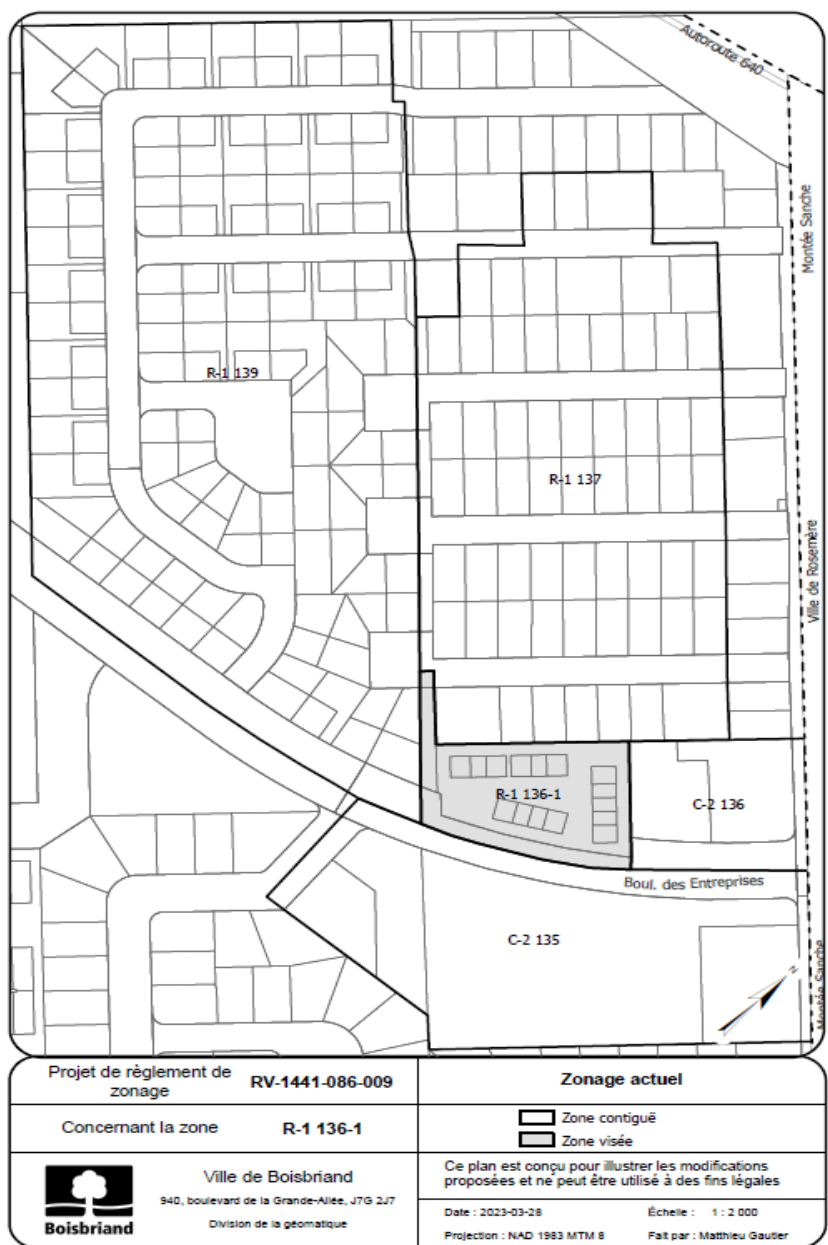 Autoroute 640
Montée Sanche
R-1 139
R-1 137
Ville de Rosemère
R-1 136-1
C-2 136
Boul. des Entreprises
C-2 135
Montée Sanche
N
Projet de règlement de
zonage
RV-1441-086-009
Zonage actuel
Concernant la zone
R-1 136-1
Zone contiguë
Zone visée
Boisbriand
Ville de Boisbriand
940, boulevard de la Grande-Allée, J7G 2J7
Division de la géomatique
Ce plan est conçu pour illustrer les modifications
proposées et ne peut être utilisé à des fins légales
Date : 2023-03-28
Échelle : 1 : 2 000
Projection : NAD 1983 MTM 8
Fait par : Matthieu Gautier